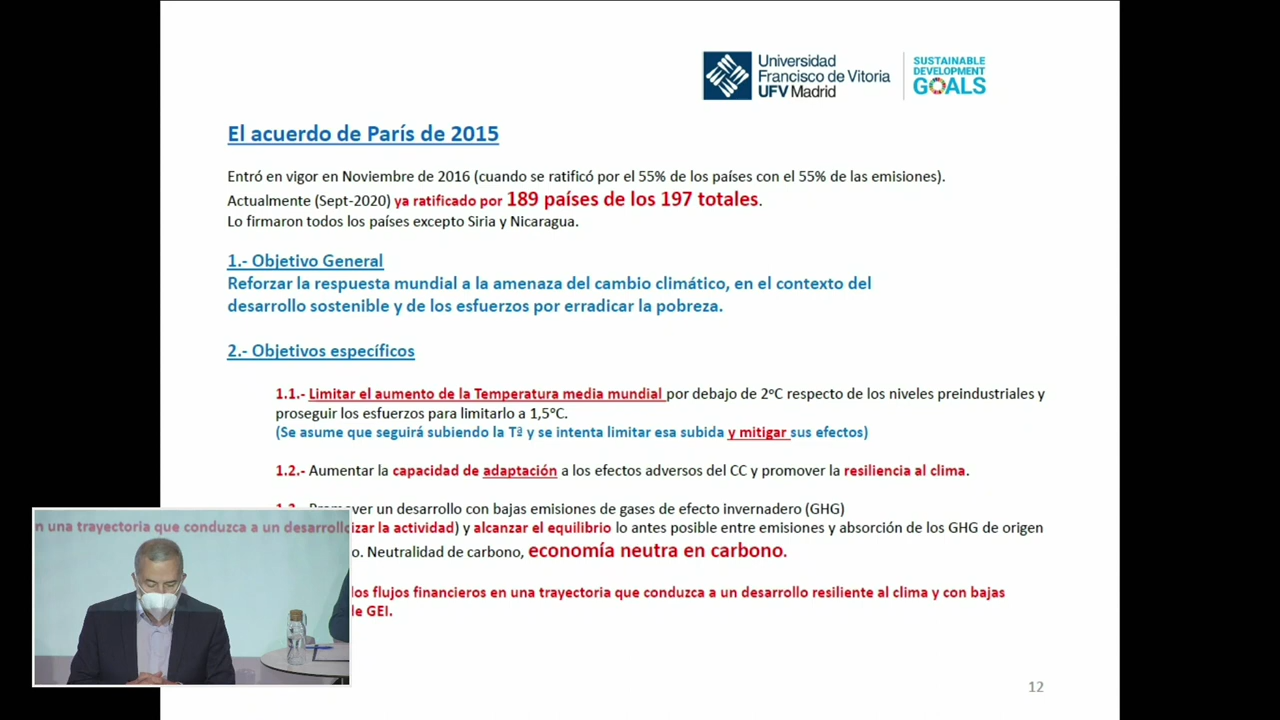 Universidad
Francisco de Vitoria
UFV Madrid
SUSTAINABLE
DEVELOPMENT
GOALS
El acuerdo de París de 2015
Entró en vigor en Noviembre de 2016 (cuando se ratificó por el 55% de los países con el 55% de las emisiones).
Actualmente (Sept-2020) ya ratificado por 189 países de los 197 totales.
Lo firmaron todos los países excepto Siria y Nicaragua.
1.- Objetivo General
Reforzar la respuesta mundial a la amenaza del cambio climático, en el contexto del
desarrollo sostenible y de los esfuerzos por erradicar la pobreza.
2.- Objetivos específicos
1.1.- Limitar el aumento de la Temperatura media mundial por debajo de 2ºC respecto de los niveles preindustriales y
proseguir los esfuerzos para limitarlo a 1,5°C.
(Se asume que seguirá subiendo la Tª y se intenta limitar esa subida y mitigar sus efectos)
1.2.- Aumentar la capacidad de adaptación a los efectos adversos del CC y promover la resiliencia al clima.
un desarrollo con bajas emisiones de gases de efecto invernadero (GHG)
izar la actividad) y alcanzar el equilibrio lo antes posible entre emisiones y absorción de los GHG de origen
o. Neutralidad de carbono, economía neutra en carbono.
los flujos financieros en una trayectoria que conduzca a un desarrollo resiliente al clima y con bajas
le GEI.
n una trayectoria que conduzca a un desarrollo
12